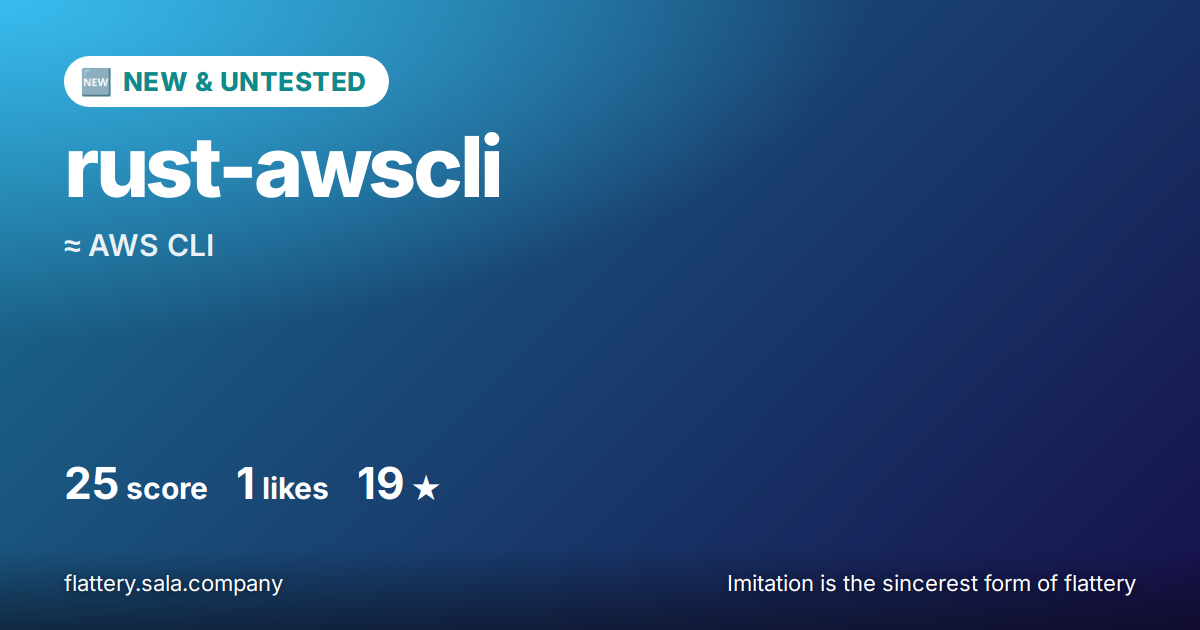 🆕 NEW & UNTESTED
rust-awscli
≈ AWS CLI
25 score 1 likes 19 ★
flattery.sala.company
Imitation is the sincerest form of flattery